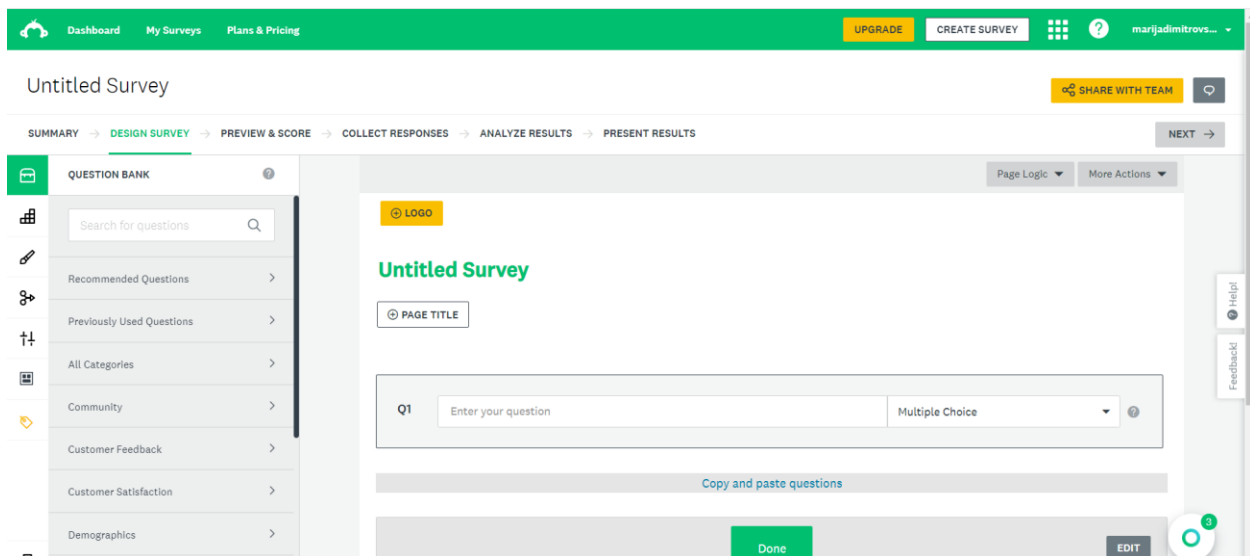 Dashboard My Surveys Plans & Pricing UPGRADE CREATE SURVEY ? marijadimitrovs...
Untitled Survey
SHARE WITH TEAM
SUMMARY → DESIGN SURVEY → PREVIEW & SCORE → COLLECT RESPONSES → ANALYZE RESULTS → PRESENT RESULTS NEXT →
QUESTION BANK ?
Page Logic More Actions
Search for questions
LOGO
Recommended Questions
Untitled Survey
Previously Used Questions
PAGE TITLE
All Categories
Community
Customer Feedback
Customer Satisfaction
Demographics
Q1 Enter your question Multiple Choice ?
Copy and paste questions
Done
EDIT
? Help!
Feedback!
3